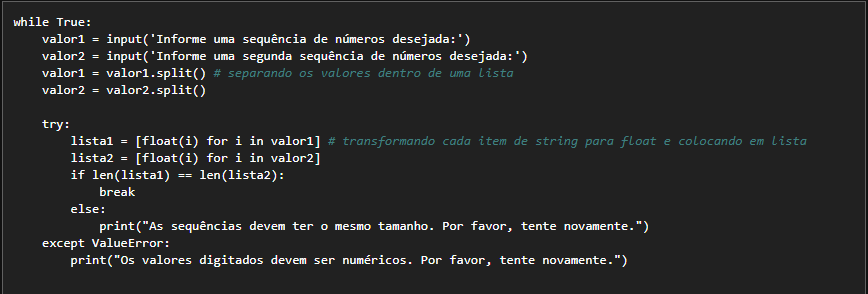 while True:
    valor1 = input('Informe uma sequência de números desejada:')
    valor2 = input('Informe uma segunda sequência de números desejada:')
    valor1 = valor1.split() # separando os valores dentro de uma lista
    valor2 = valor2.split()

    try:
        lista1 = [float(i) for i in valor1] # transformando cada item de string para float e colocando em lista
        lista2 = [float(i) for i in valor2]
        if len(lista1) == len(lista2):
            break
        else:
            print("As sequências devem ter o mesmo tamanho. Por favor, tente novamente.")
    except ValueError:
        print("Os valores digitados devem ser numéricos. Por favor, tente novamente.")